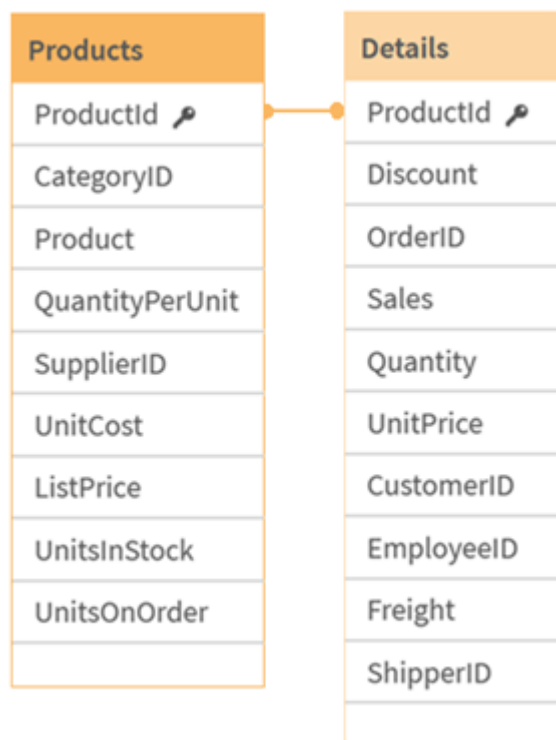 Products
ProductId
CategoryID
Product
QuantityPerUnit
SupplierID
UnitCost
ListPrice
UnitsInStock
UnitsOnOrder
Details
ProductId
Discount
OrderID
Sales
Quantity
UnitPrice
CustomerID
EmployeeID
Freight
ShipperID